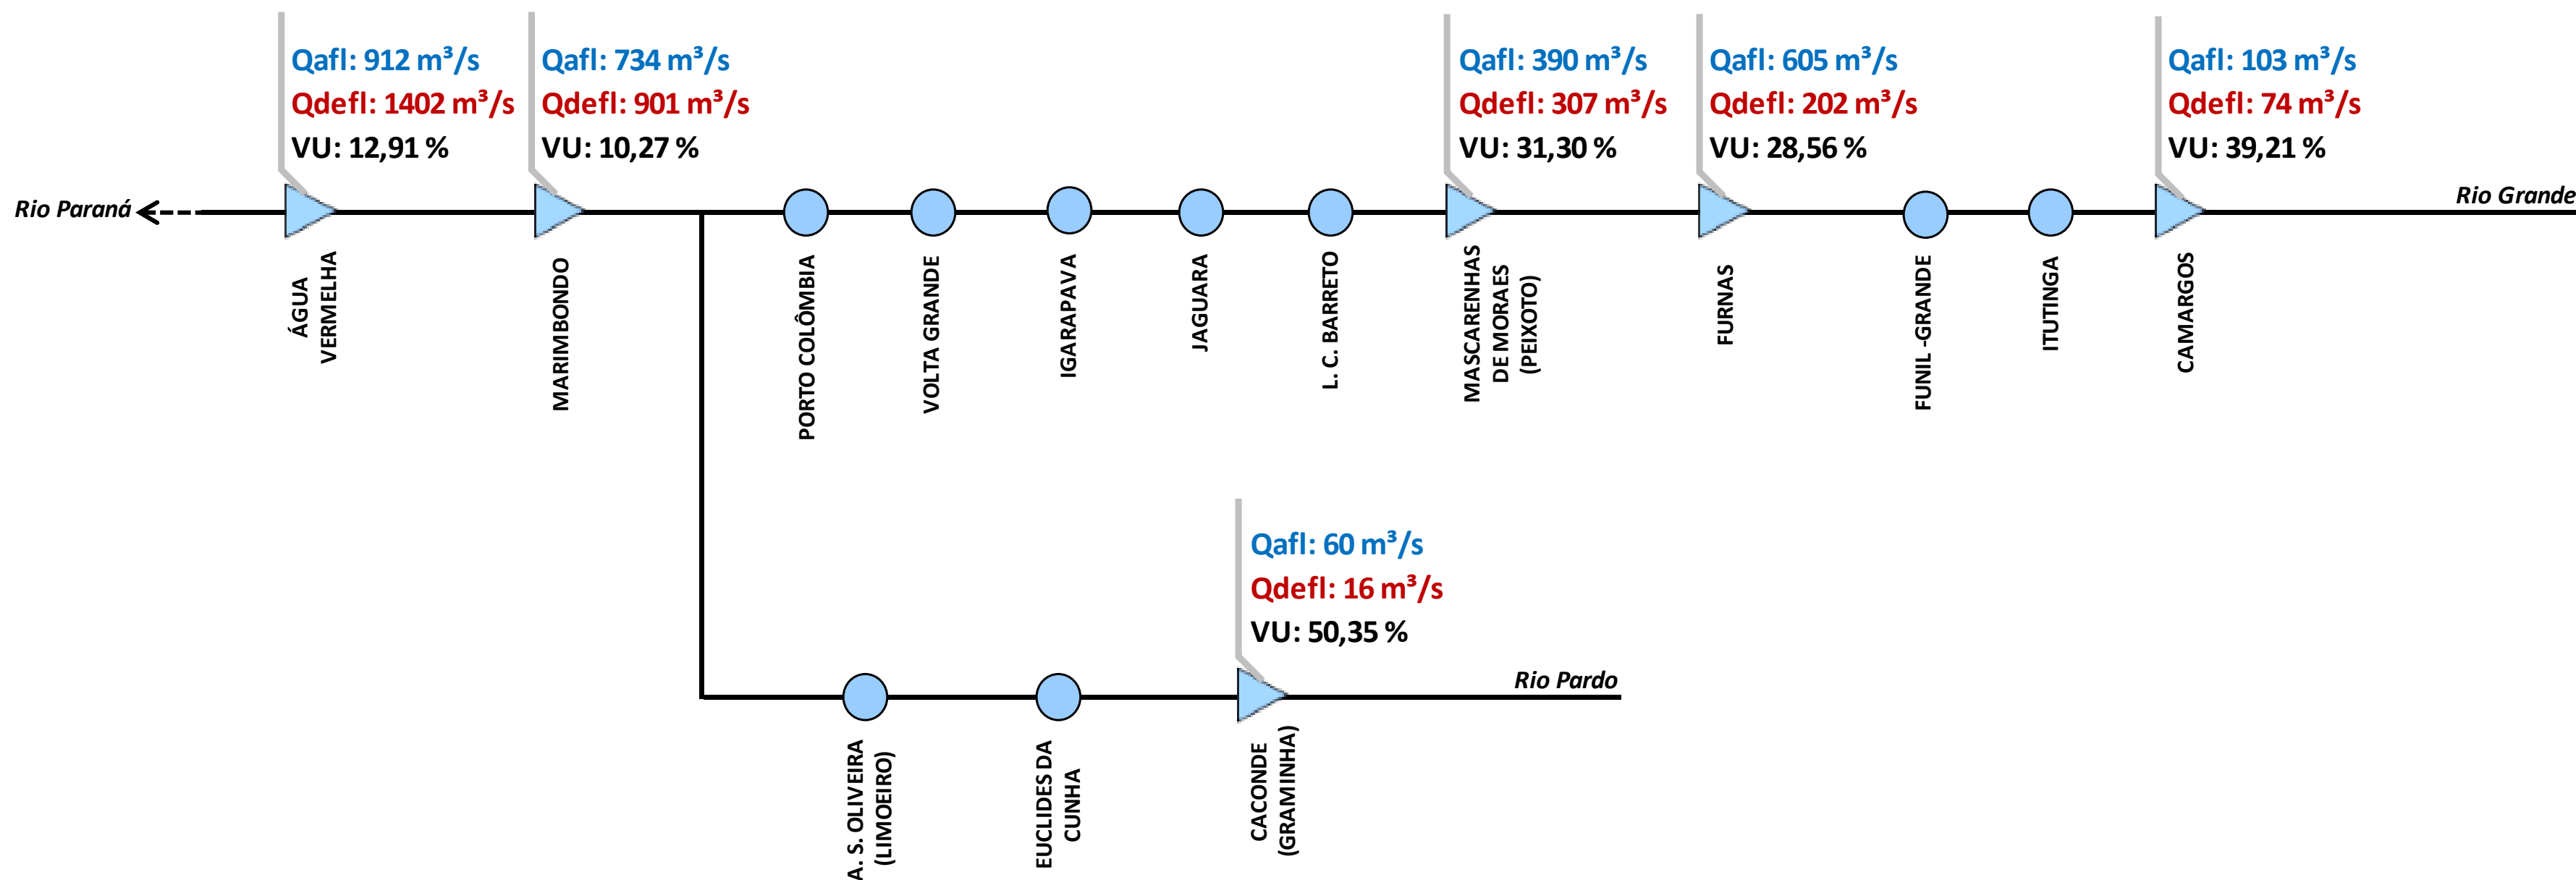 Qafl: 912 m³/s
Qdefl: 1402 m³/s
VU: 12,91 %
Qafl: 734 m³/s
Qdefl: 901 m³/s
VU: 10,27 %
Qafl: 390 m³/s
Qdefl: 307 m³/s
VU: 31,30 %
Qafl: 605 m³/s
Qdefl: 202 m³/s
VU: 28,56 %
Qafl: 103 m³/s
Qdefl: 74 m³/s
VU: 39,21 %
Rio Paraná
Rio Grande
ÁGUA
VERMELHA
MARIMBONDO
PORTO COLÔMBIA
VOLTA GRANDE
IGARAPAVA
JAGUARA
L. C. BARRETO
MASCARENHAS
DE MORAES
(PEIXOTO)
FURNAS
FUNIL -GRANDE
ITUTINGA
CAMARGOS
Qafl: 60 m³/s
Qdefl: 16 m³/s
VU: 50,35 %
Rio Pardo
A. S. OLIVEIRA
(LIMOEIRO)
EUCLIDES DA
CUNHA
CACONDE
(GRAMINHA)